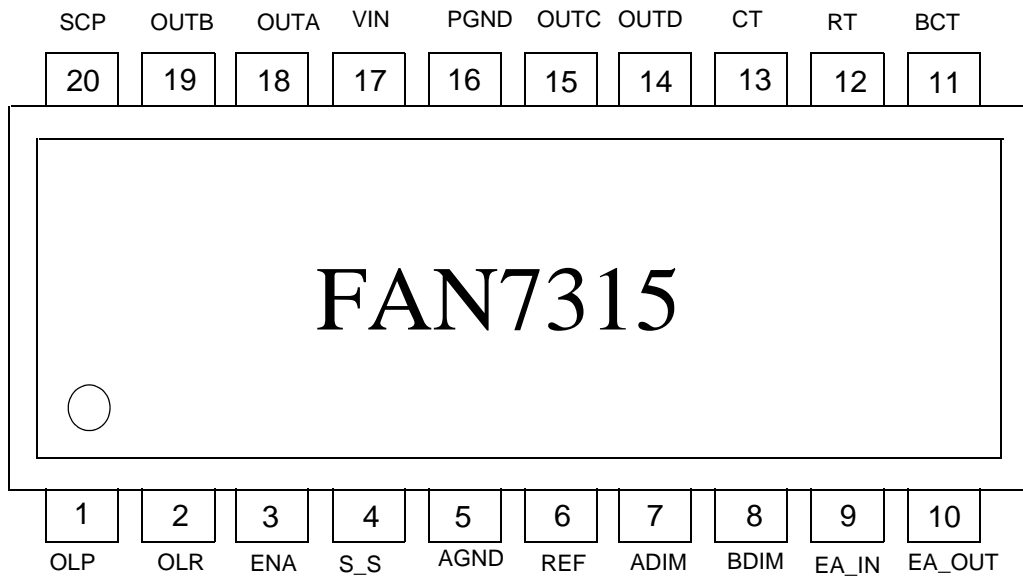 SCP OUTB OUTA VIN PGND OUTC OUTD CT RT BCT
20 19 18 17 16 15 14 13 12 11
FAN7315
1 2 3 4 5 6 7 8 9 10
OLP OLR ENA S_S AGND REF ADIM BDIM EA_IN EA_OUT